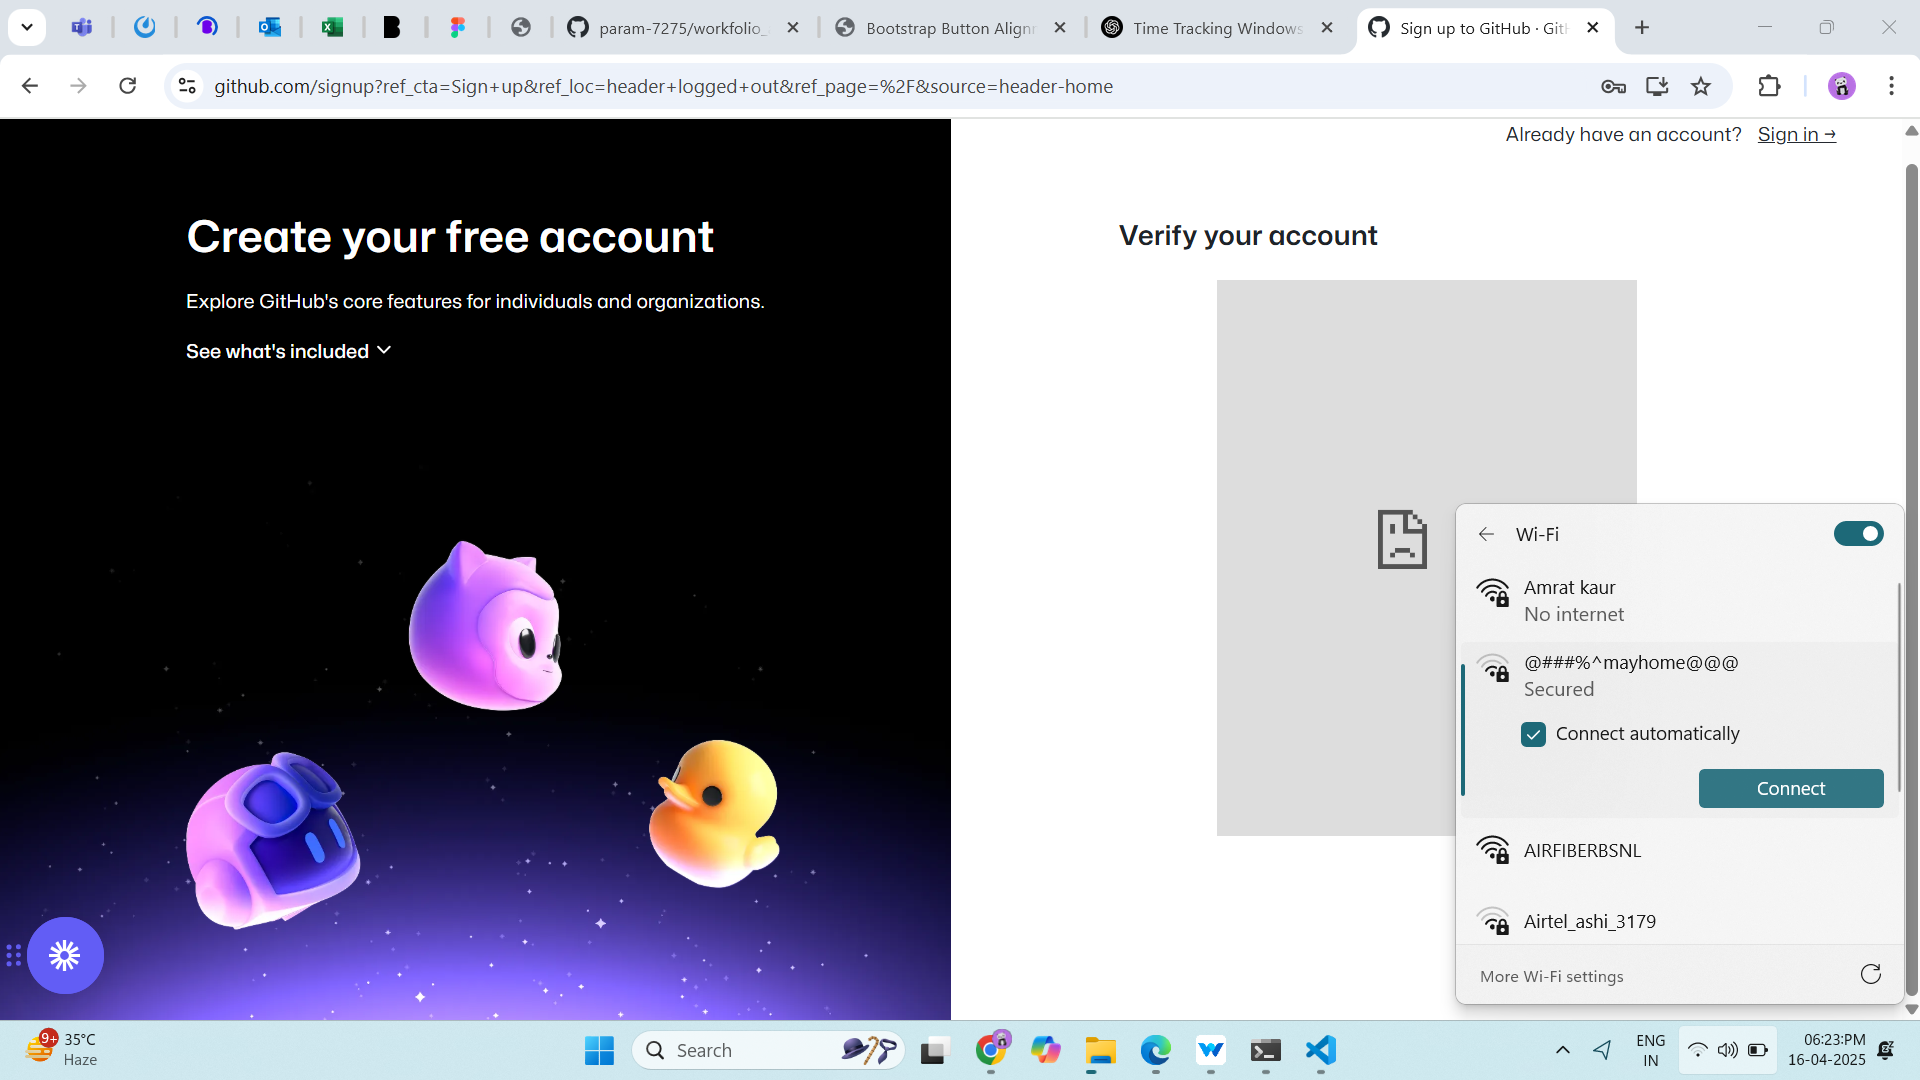 param-7275/workfolio_
Bootstrap Button Alignr
Time Tracking Windows
Sign up to GitHub · GitH
github.com/signup?ref_cta=Sign+up&ref_loc=header+logged+out&ref_page=%2F&source=header-home
Already have an account? Sign in →
Create your free account
Explore GitHub's core features for individuals and organizations.
See what's included
Verify your account
Wi-Fi
Amrat kaur
No internet
@###%^mayhome@@@
Secured
Connect automatically
Connect
AIRFIBERBSNL
Airtel_ashi_3179
More Wi-Fi settings
9+
35°C
Haze
Search
ENG
IN
06:23:PM
16-04-2025